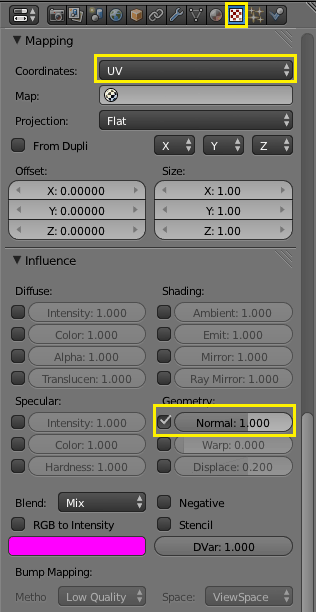 Mapping
Coordinates: UV
Map:
Projection: Flat
From Dupli X Y Z
Offset: Size:
X: 0.00000 X: 1.00
Y: 0.00000 Y: 1.00
Z: 0.00000 Z: 1.00
Influence
Diffuse: Shading:
Intensity: 1.000 Ambient: 1.000
Color: 1.000 Emit: 1.000
Alpha: 1.000 Mirror: 1.000
Translucen: 1.000 Ray Mirror: 1.000
Specular: Geometry:
Intensity: 1.000 Normal: 1.000
Color: 1.000 Warp: 0.000
Hardness: 1.000 Displace: 0.200
Blend: Mix Negative
RGB to Intensity Stencil
DVar: 1.000
Bump Mapping:
Metho Low Quality Space: ViewSpace